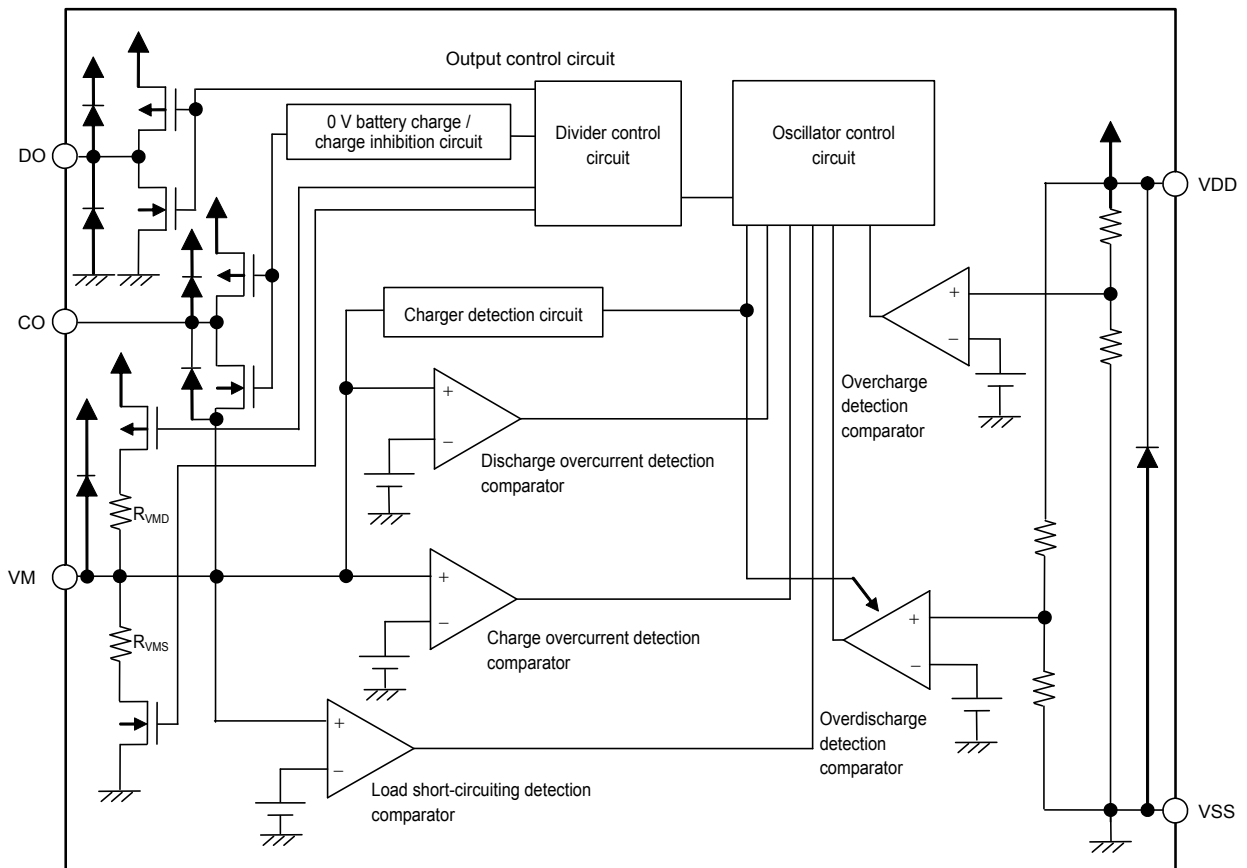 Output control circuit
0 V battery charge /
charge inhibition circuit
Divider control
circuit
Oscillator control
circuit
DO
VDD
CO
Charger detection circuit
+
−
Overcharge
detection
comparator
+
−
Discharge overcurrent detection
comparator
RVMD
VM
+
−
Charge overcurrent detection
comparator
RVMS
+
−
Overdischarge
detection
comparator
+
−
Load short-circuiting detection
comparator
VSS